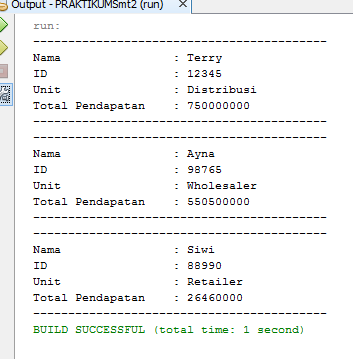 Output - PRAKTIKUMSmt2 (run) ×
run:
------------------------------------------
Nama : Terry
ID : 12345
Unit : Distribusi
Total Pendapatan : 750000000
------------------------------------------
------------------------------------------
Nama : Ayna
ID : 98765
Unit : Wholesaler
Total Pendapatan : 550500000
------------------------------------------
------------------------------------------
Nama : Siwi
ID : 88990
Unit : Retailer
Total Pendapatan : 26460000
------------------------------------------
BUILD SUCCESSFUL (total time: 1 second)